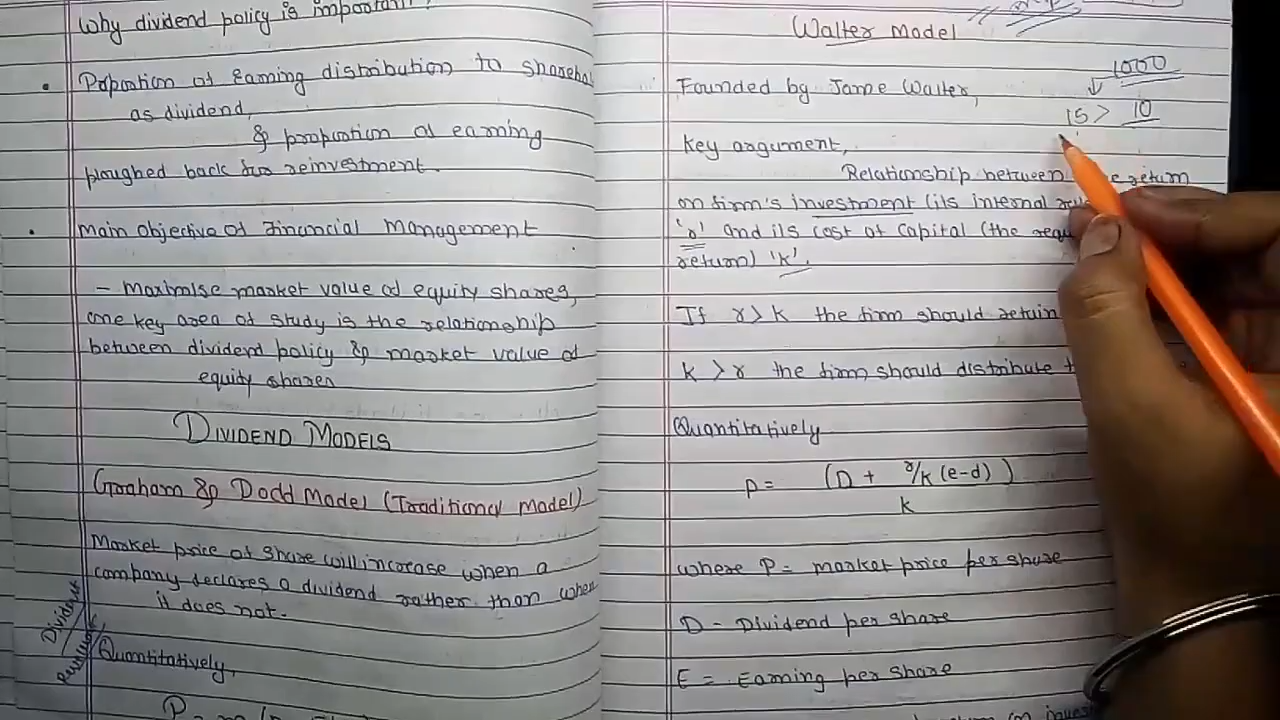 Why dividend policy is important?
• Poportion of Earning distribution to shareho
as dividend,
& proportion of earning
ploughed back for reinvestment.
• Main Objective of Financial Management
- Maximise market value of equity shares,
one key area of study is the relationship
between dividend policy & market value of
equity shares
DIVIDEND MODELS
Graham & Dodd Model (Traditional Model)
Market price of share will increase when a
company declares a dividend rather than when
it does not.
Quantitatively,
Walter Model
1000
15 > 10
Founded by Jame Walter,
Key argument,
Relationship between return
on firm's investment (its internal
'r' and its cost of Capital (the
return) 'K'.
If r > k the firm should retain
k > r the firm should distribute
Quantitatively
P = (D + r/k (e-d))
k
where P = market price per share
D - Dividend per share
E = Earning per share